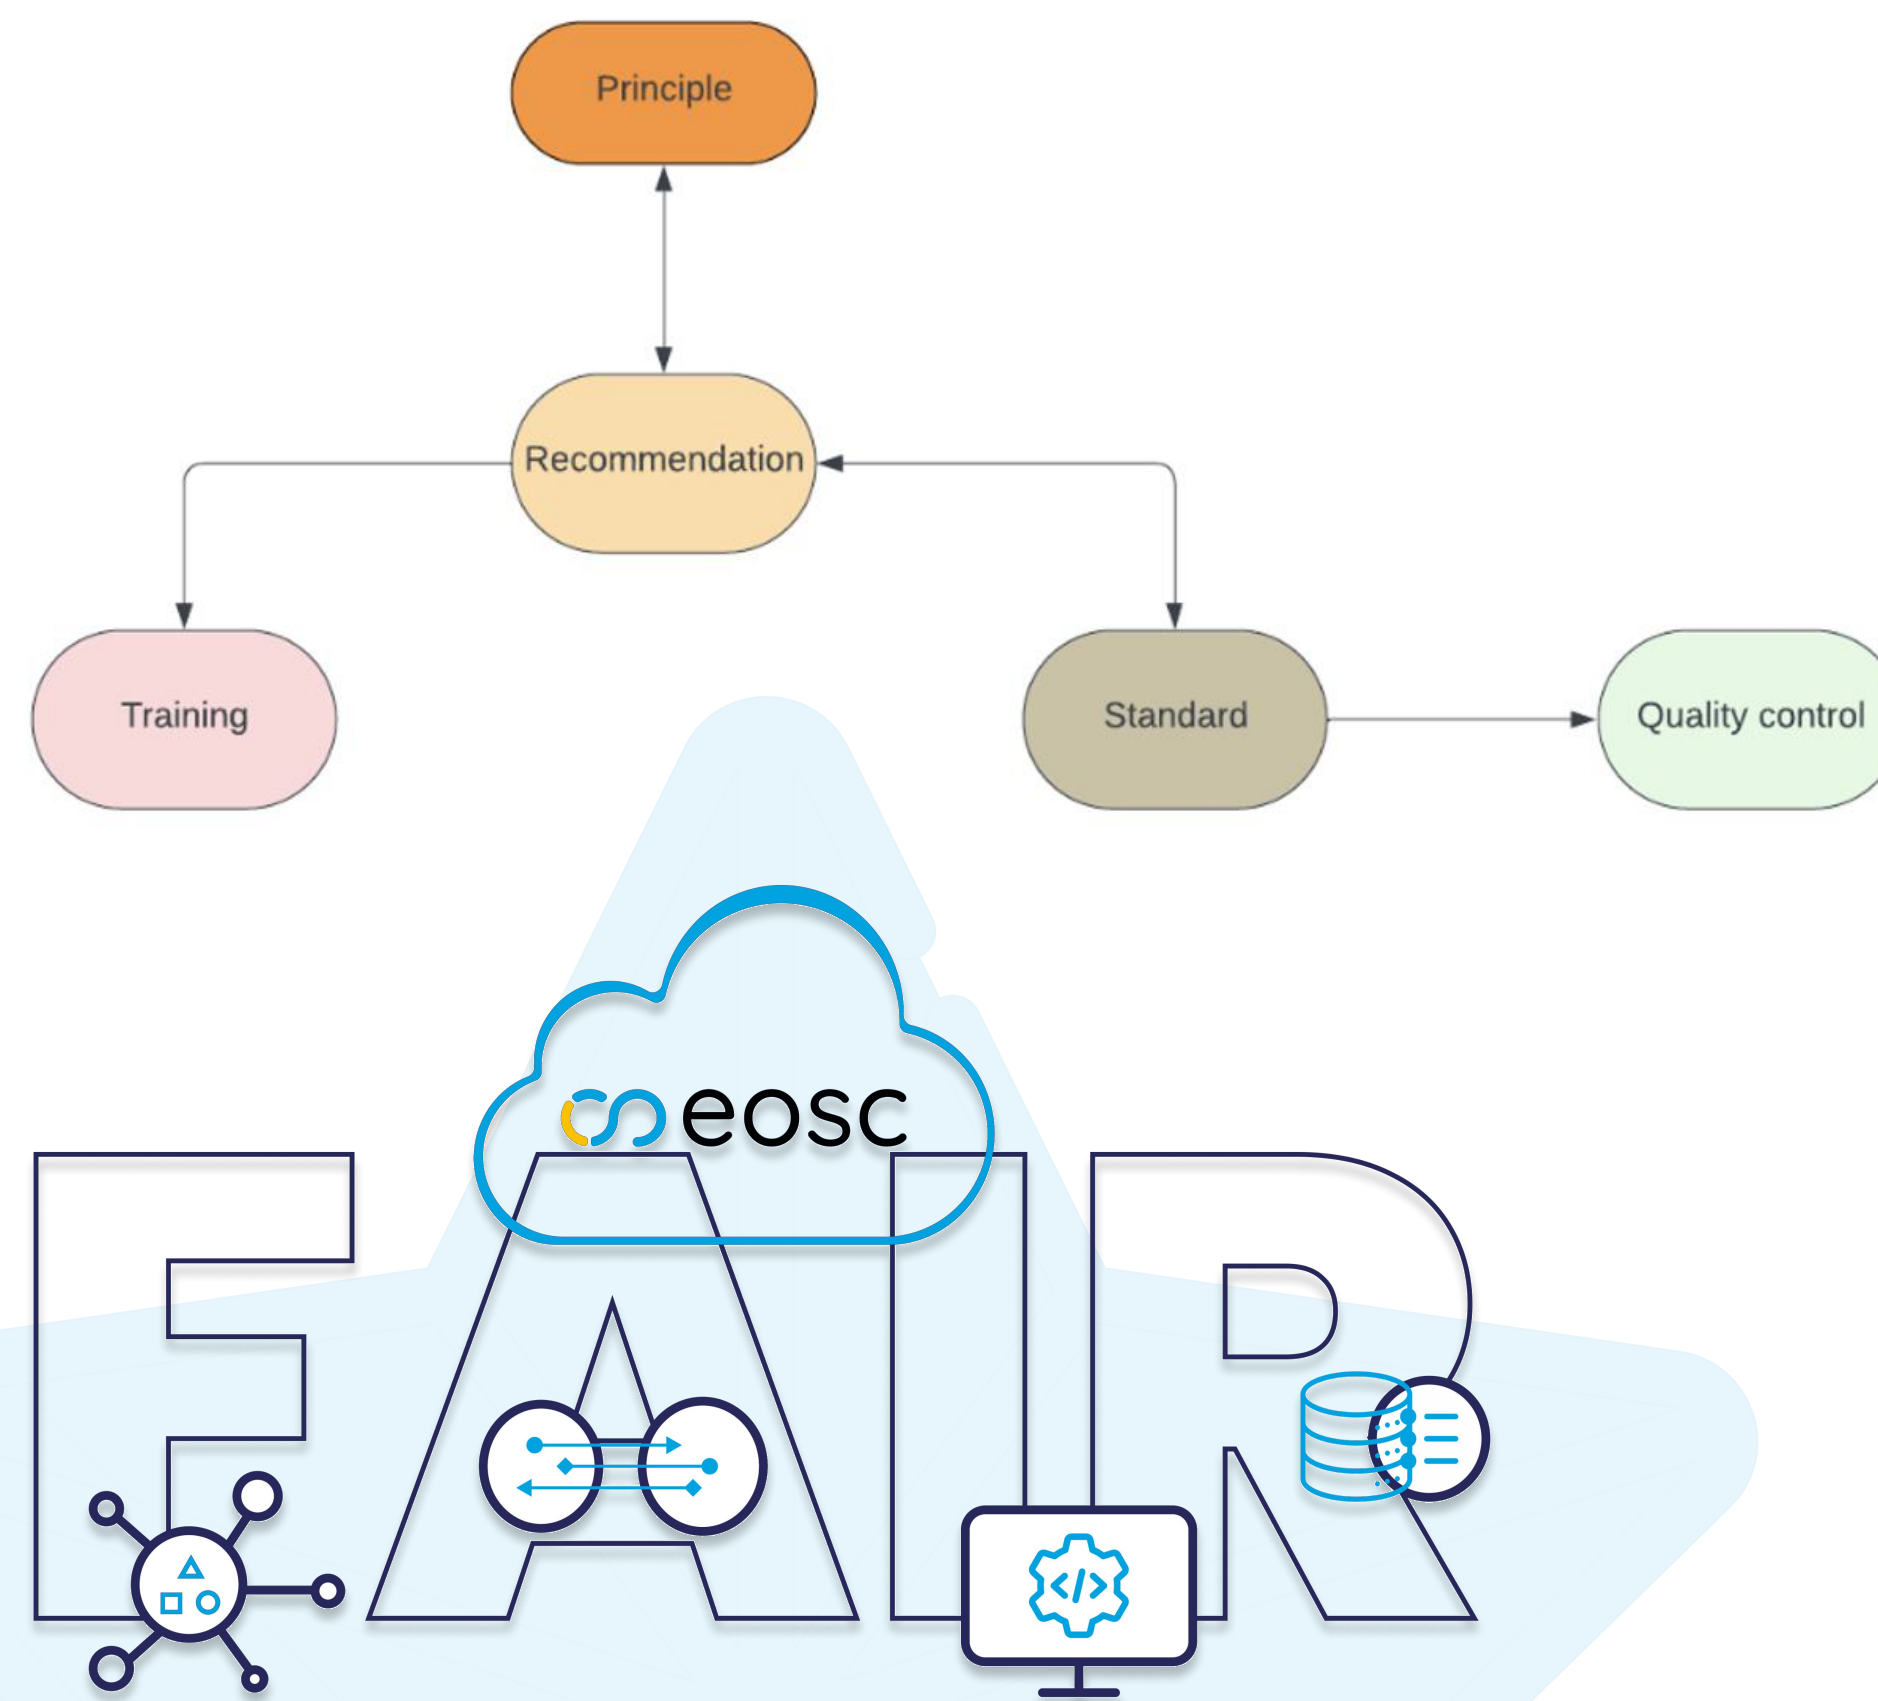 Principle
Recommendation
Training
Standard
Quality control
eosc
FAIR